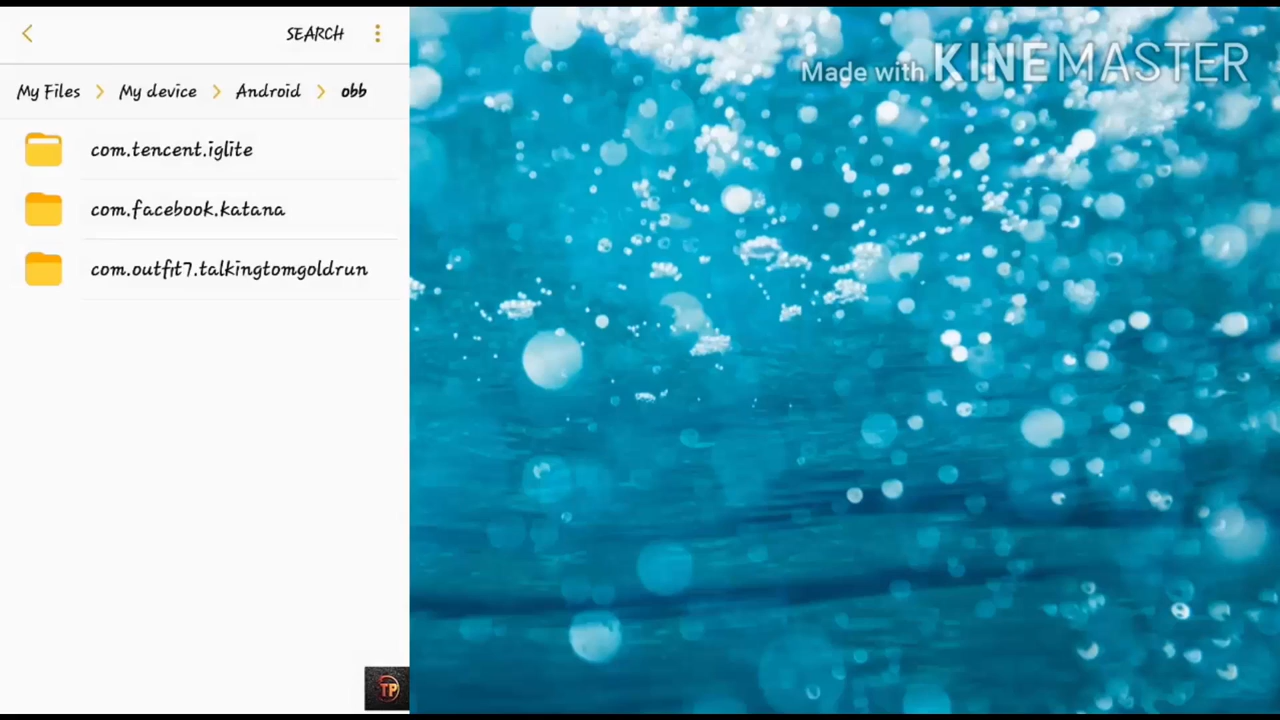 SEARCH
My Files > My device > Android > obb
com.tencent.iglite
com.facebook.katana
com.outfit7.talkingtomgoldrun
TP
Made with KINEMASTER